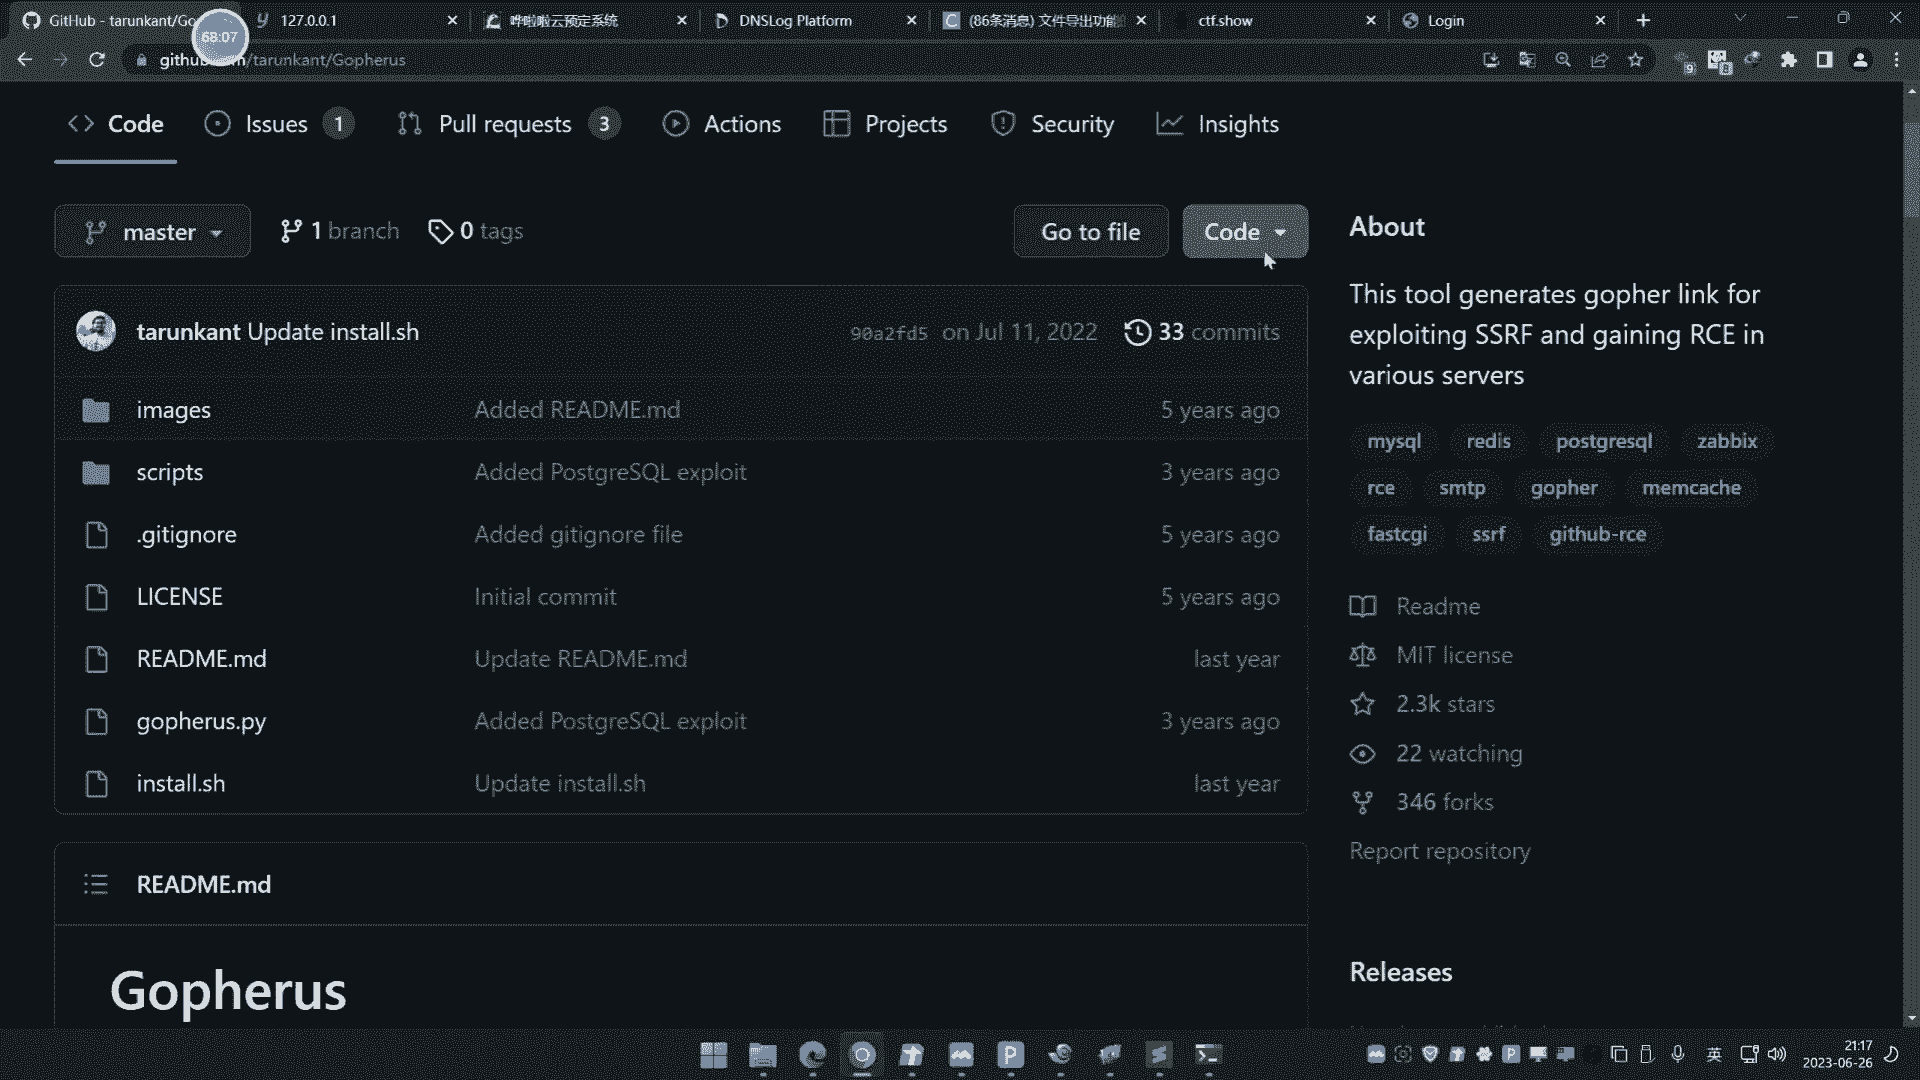 GitHub - tarunkant/Go
127.0.0.1
哗啦啦云预定系统
DNSLog Platform
(86条消息) 文件导出功能
ctf.show
Login
68:07
github.com/tarunkant/Gopherus
9
8
Code
Issues 1
Pull requests 3
Actions
Projects
Security
Insights
master
1 branch
0 tags
Go to file
Code
tarunkant Update install.sh
90a2fd5 on Jul 11, 2022
33 commits
images Added README.md 5 years ago
scripts Added PostgreSQL exploit 3 years ago
.gitignore Added gitignore file 5 years ago
LICENSE Initial commit 5 years ago
README.md Update README.md last year
gopherus.py Added PostgreSQL exploit 3 years ago
install.sh Update install.sh last year
README.md
Gopherus
About
This tool generates gopher link for
exploiting SSRF and gaining RCE in
various servers
mysql redis postgresql zabbix
rce smtp gopher memcache
fastcgi ssrf github-rce
Readme
MIT license
2.3k stars
22 watching
346 forks
Report repository
Releases
英
21:17
2023-06-26